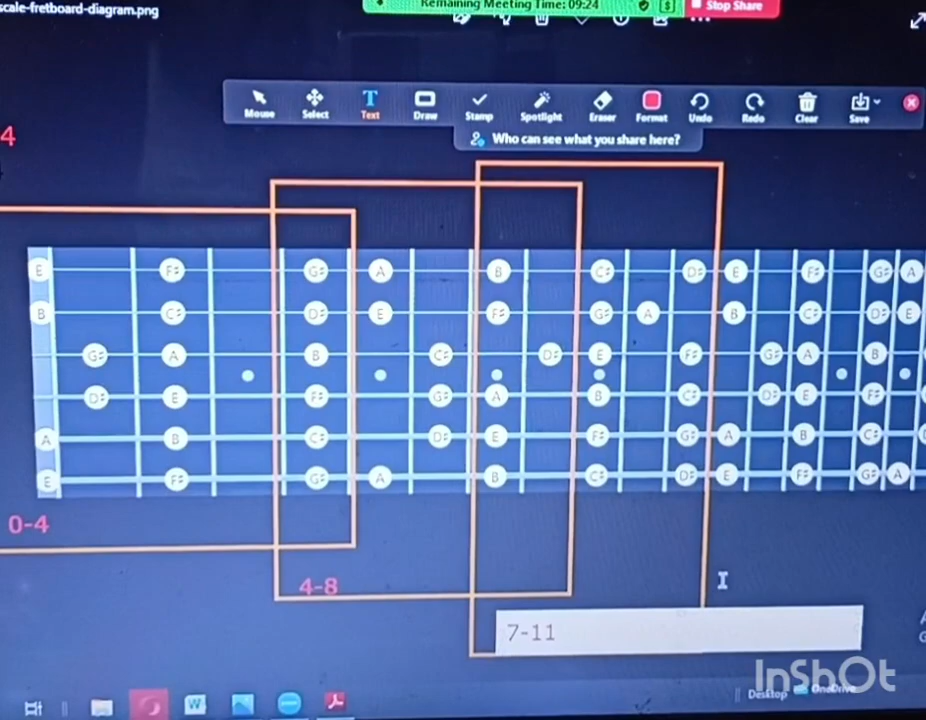 scale-fretboard-diagram.png
Remaining Meeting Time: 09:24
Stop Share
Mouse Select Text Draw Stamp Spotlight Eraser Format Undo Redo Clear Save
Who can see what you share here?
4
E F# G# A B C# D# E F# G# A
B C# D# E F# G# A B C# D# E
G# A B C# D# E F# G# A B
D# E F# G# A B C# D# E F#
A B C# D# E F# G# A B C#
E F# G# A B C# D# E F# G# A
0-4
4-8
7-11
InShOt
Desktop OneDrive